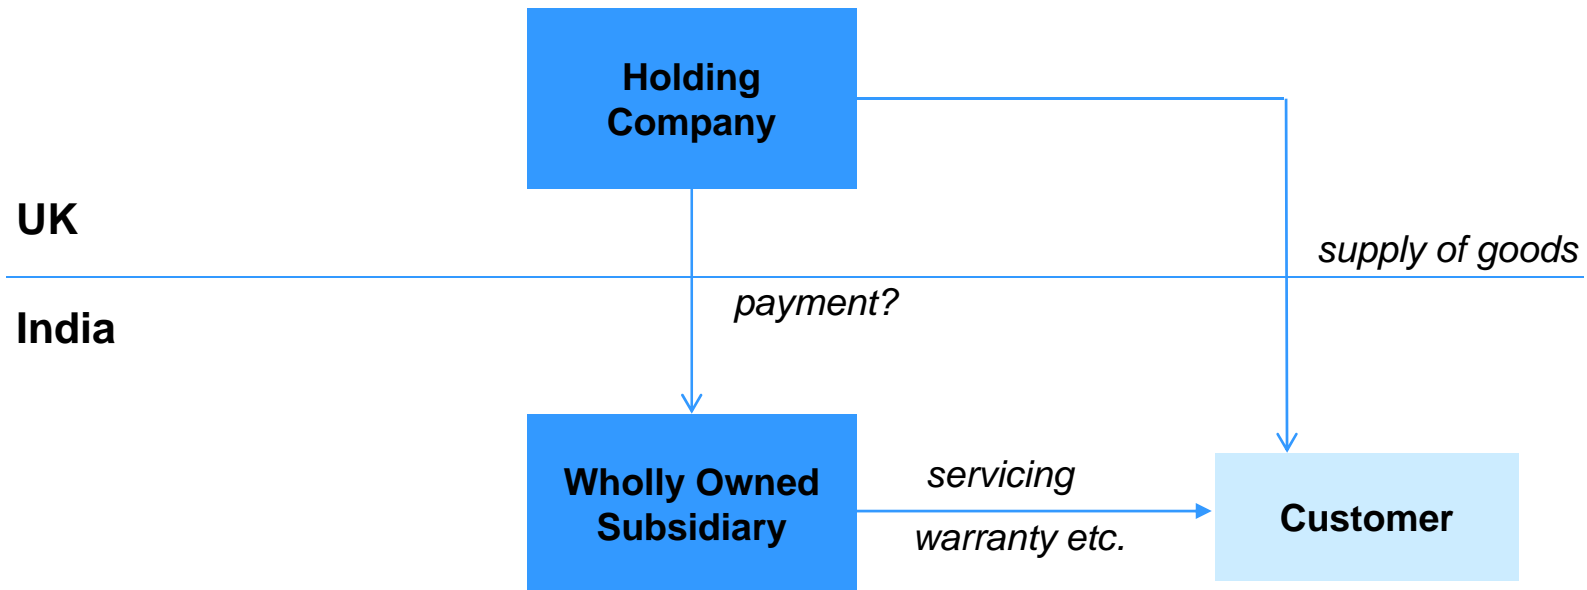 Holding
Company
UK
supply of goods
payment?
India
Wholly Owned
Subsidiary
servicing
warranty etc.
Customer